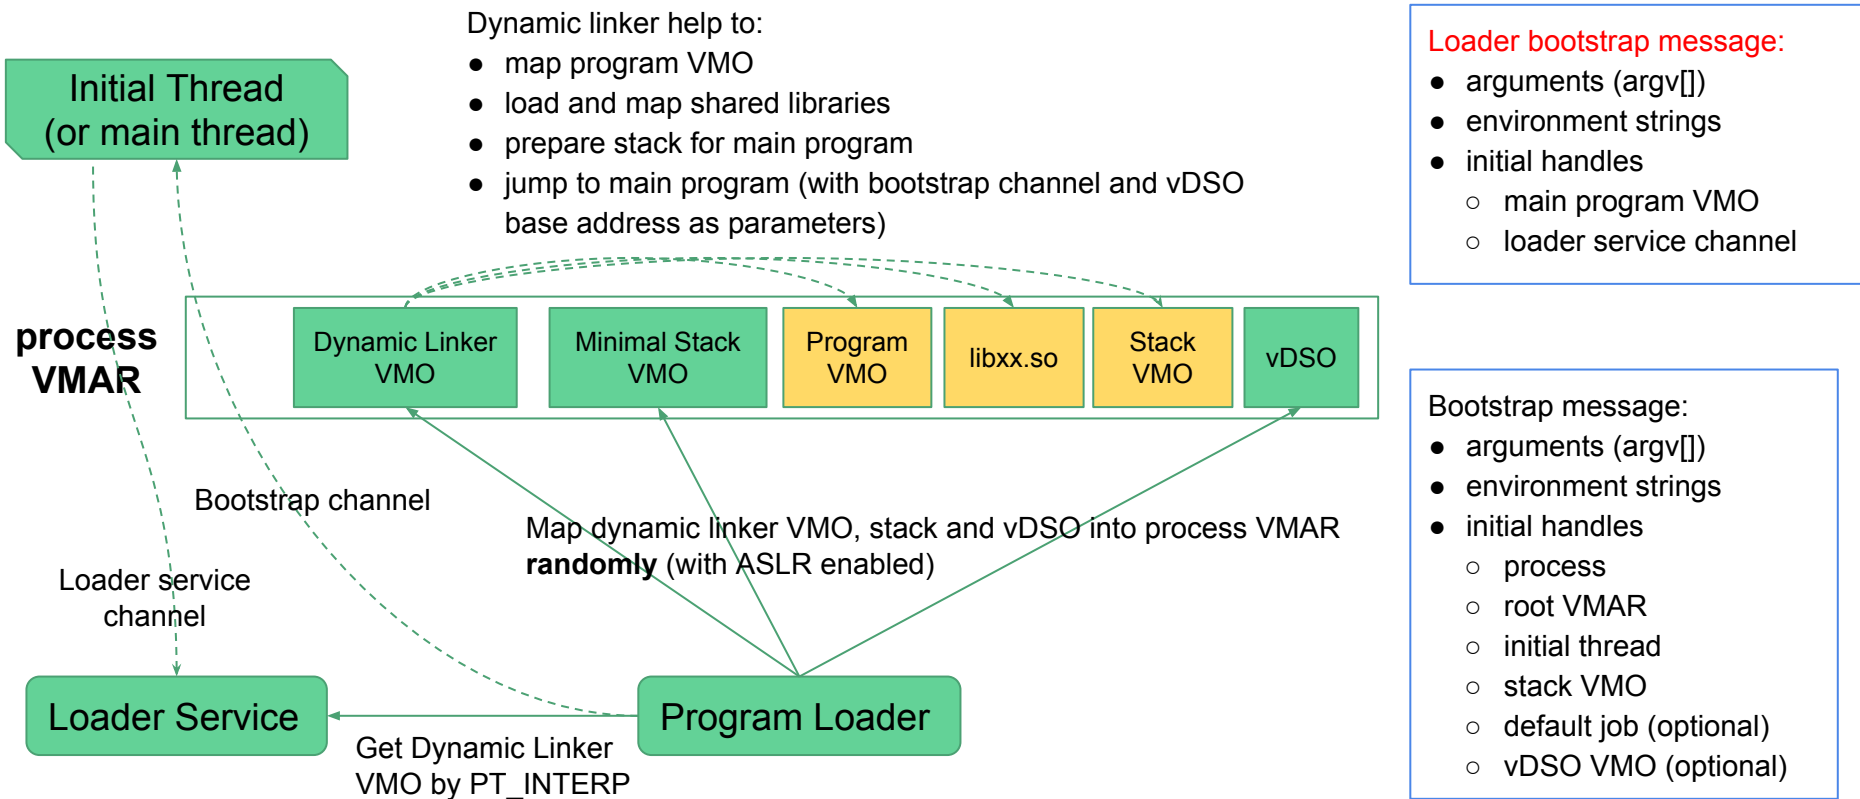 Dynamic linker help to:
● map program VMO
● load and map shared libraries
● prepare stack for main program
● jump to main program (with bootstrap channel and vDSO
base address as parameters)
Initial Thread
(or main thread)
process
VMAR
Dynamic Linker
VMO
Minimal Stack
VMO
Program
VMO
libxx.so
Stack
VMO
vDSO
Bootstrap channel
Map dynamic linker VMO, stack and vDSO into process VMAR
randomly (with ASLR enabled)
Loader service
channel
Loader Service
Program Loader
Get Dynamic Linker
VMO by PT_INTERP
Loader bootstrap message:
● arguments (argv[])
● environment strings
● initial handles
○ main program VMO
○ loader service channel
Bootstrap message:
● arguments (argv[])
● environment strings
● initial handles
○ process
○ root VMAR
○ initial thread
○ stack VMO
○ default job (optional)
○ vDSO VMO (optional)